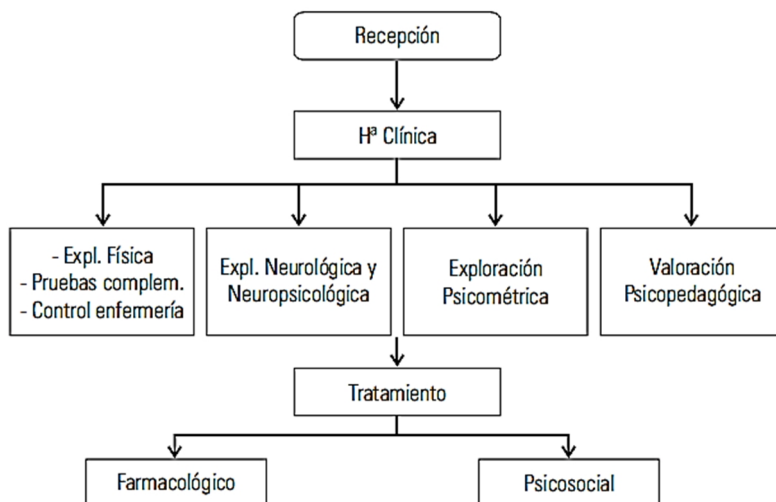 Recepción
Hª Clínica
- Expl. Física
- Pruebas complem.
- Control enfermería
Expl. Neurológica y
Neuropsicológica
Exploración
Psicométrica
Valoración
Psicopedagógica
Tratamiento
Farmacológico
Psicosocial